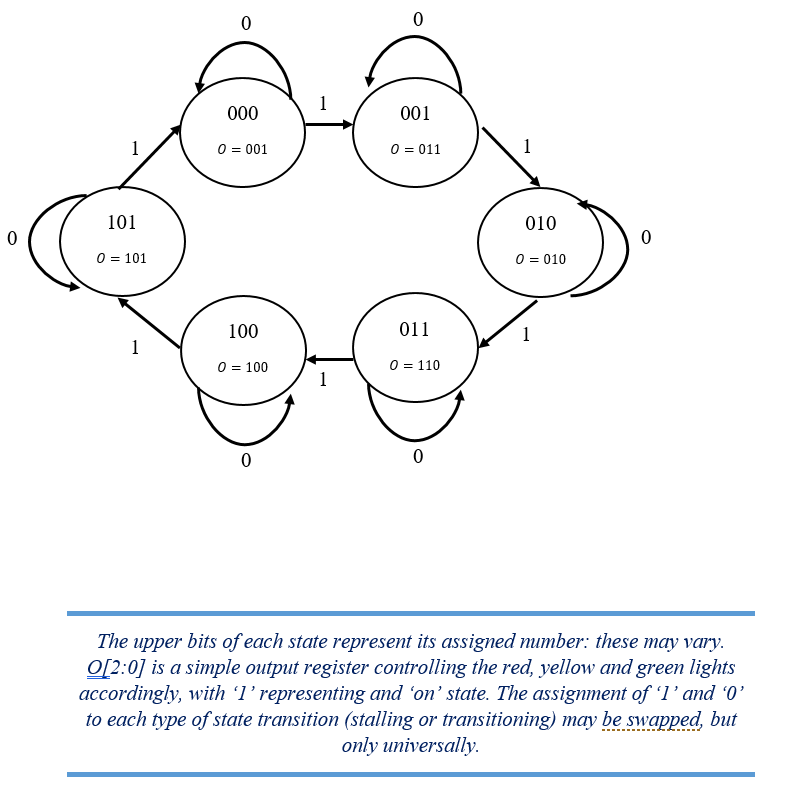 0
0
000
O = 001
1
001
O = 011
1
1
101
O = 101
0
010
O = 010
0
100
O = 100
1
011
O = 110
1
1
0
0
The upper bits of each state represent its assigned number: these may vary.
O[2:0] is a simple output register controlling the red, yellow and green lights
accordingly, with ‘1’ representing and ‘on’ state. The assignment of ‘1’ and ‘0’
to each type of state transition (stalling or transitioning) may be swapped, but
only universally.